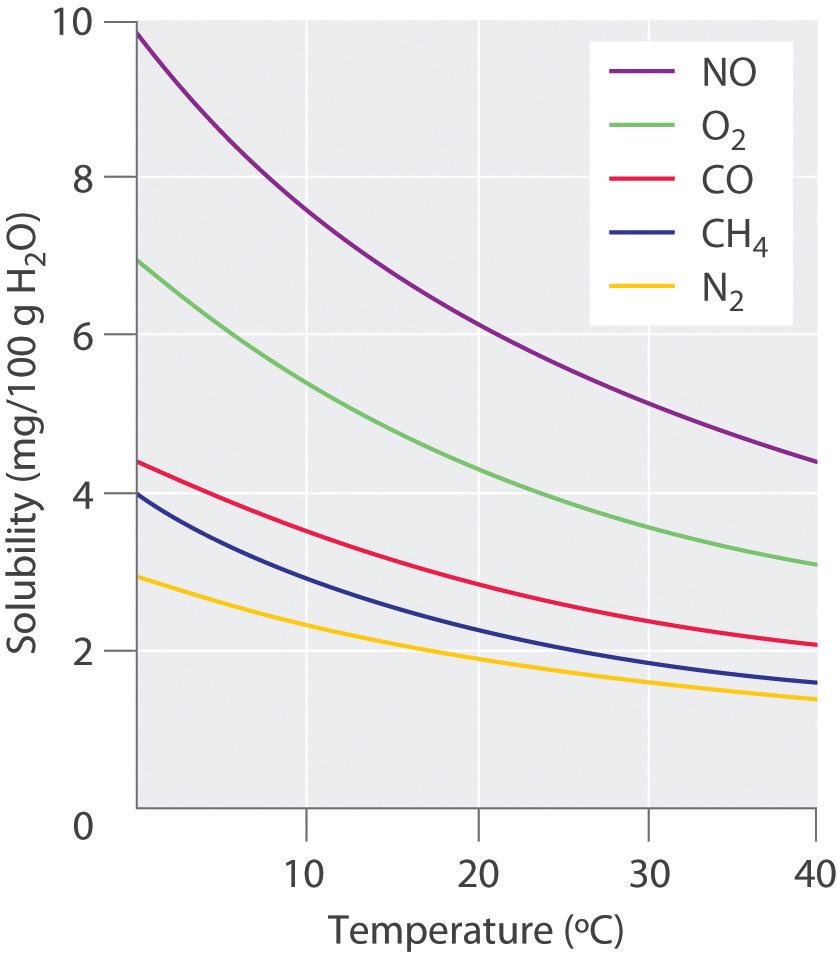 Solubility (mg/100 g H₂O)
10
8
6
4
2
0
NO
O₂
CO
CH₄
N₂
10 20 30 40
Temperature (ºC)